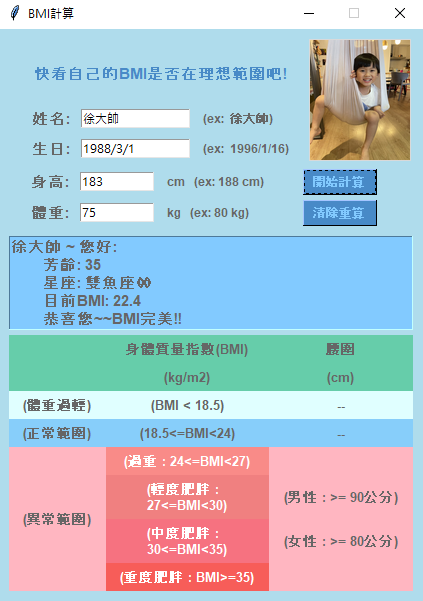 BMI計算
快看自己的BMI是否在理想範圍吧!
姓名: 徐大帥 (ex: 徐大帥)
生日: 1988/3/1 (ex: 1996/1/16)
身高: 183 cm (ex: 188 cm) 開始計算
體重: 75 kg (ex: 80 kg) 清除重算
徐大帥 ~ 您好:
芳齡: 35
星座: 雙魚座
目前BMI: 22.4
恭喜您~~BMI完美!!
身體質量指數(BMI) 腰圍
(kg/m2) (cm)
(體重過輕) (BMI < 18.5) --
(正常範圍) (18.5<=BMI<24) --
(異常範圍)
(過重 : 24<=BMI<27)
(輕度肥胖 :
27<=BMI<30)
(中度肥胖 :
30<=BMI<35)
(重度肥胖 : BMI>=35)
(男性 : >= 90公分)
(女性 : >= 80公分)